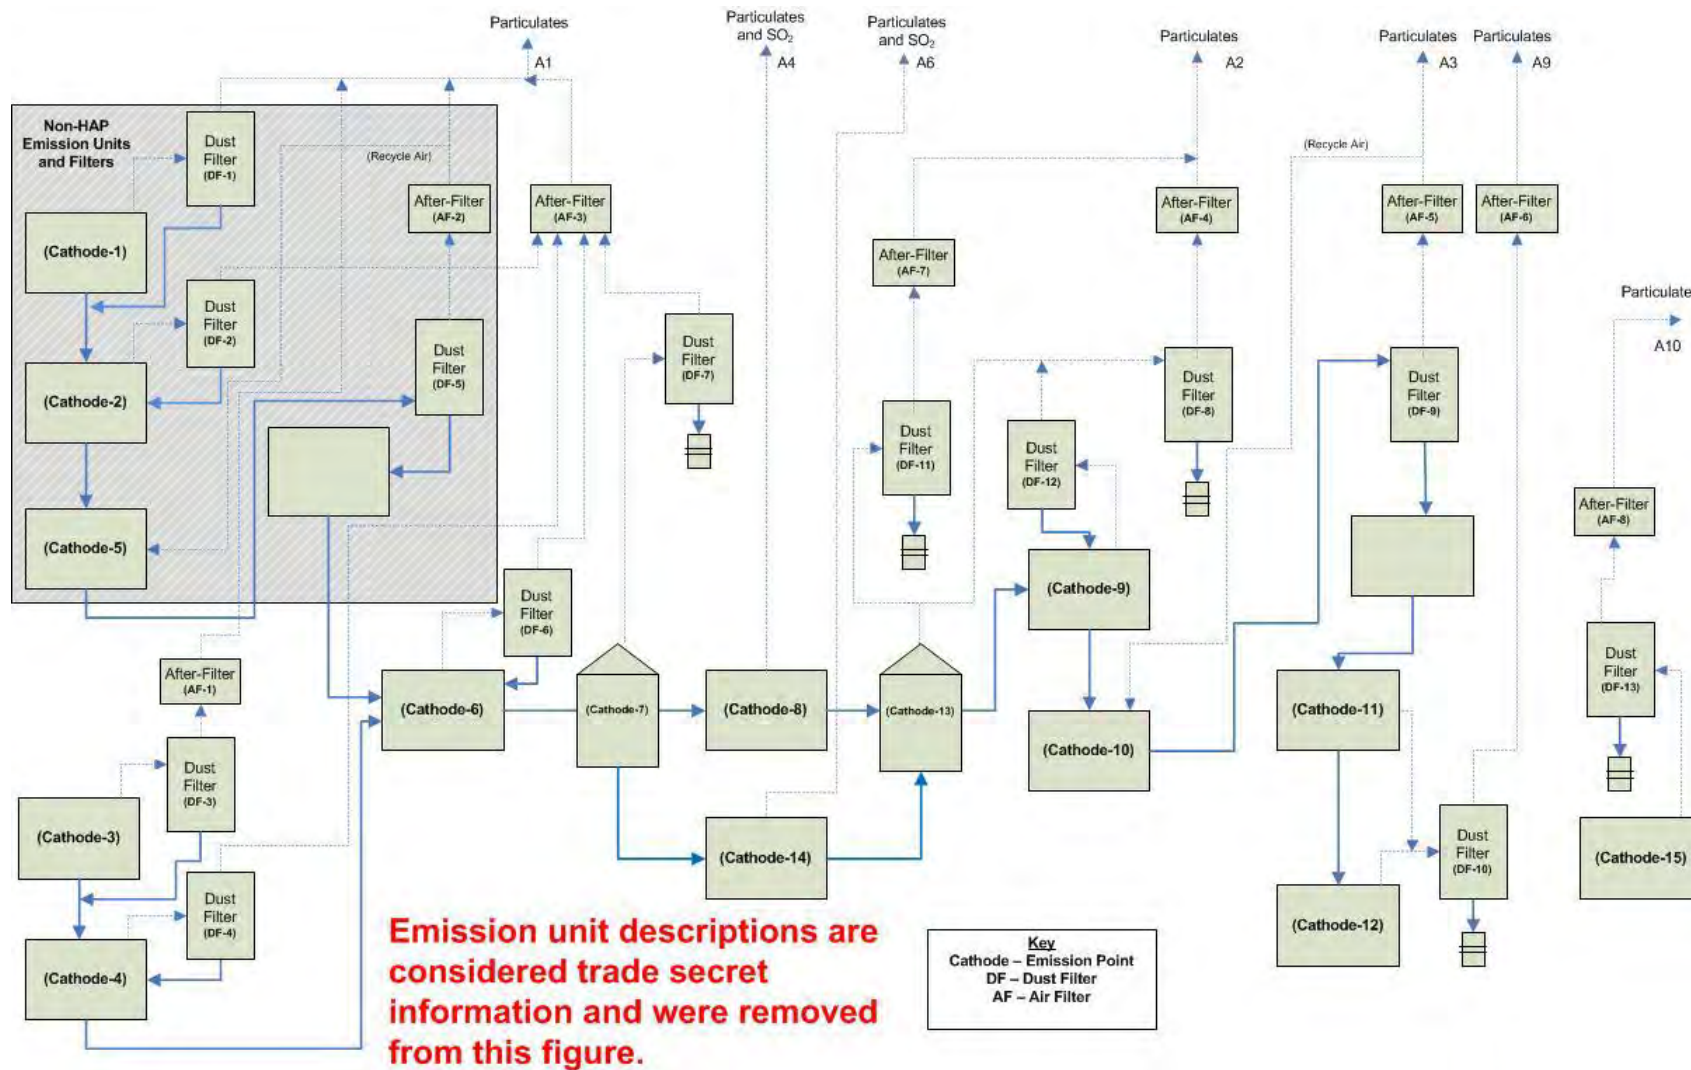 Particulates
A1
Particulates
and SO₂
A4
Particulates
and SO₂
A6
Particulates
A2
Particulates
A3
Particulates
A9
Non-HAP
Emission Units
and Filters
Dust
Filter
(DF-1)
(Recycle Air)
(Recycle Air)
After-Filter
(AF-2)
After-Filter
(AF-3)
After-Filter
(AF-4)
After-Filter
(AF-5)
After-Filter
(AF-6)
(Cathode-1)
After-Filter
(AF-7)
Dust
Filter
(DF-2)
Particulate
A10
Dust
Filter
(DF-5)
Dust
Filter
(DF-7)
Dust
Filter
(DF-8)
Dust
Filter
(DF-9)
(Cathode-2)
Dust
Filter
(DF-11)
Dust
Filter
(DF-12)
After-Filter
(AF-8)
(Cathode-5)
Dust
Filter
(DF-6)
(Cathode-9)
After-Filter
(AF-1)
Dust
Filter
(DF-13)
(Cathode-6)
(Cathode-7)
(Cathode-8)
(Cathode-13)
(Cathode-10)
(Cathode-11)
Dust
Filter
(DF-3)
(Cathode-3)
(Cathode-14)
Dust
Filter
(DF-10)
(Cathode-15)
Dust
Filter
(DF-4)
(Cathode-4)
(Cathode-12)
Emission unit descriptions are
considered trade secret
information and were removed
from this figure.
Key
Cathode – Emission Point
DF – Dust Filter
AF – Air Filter